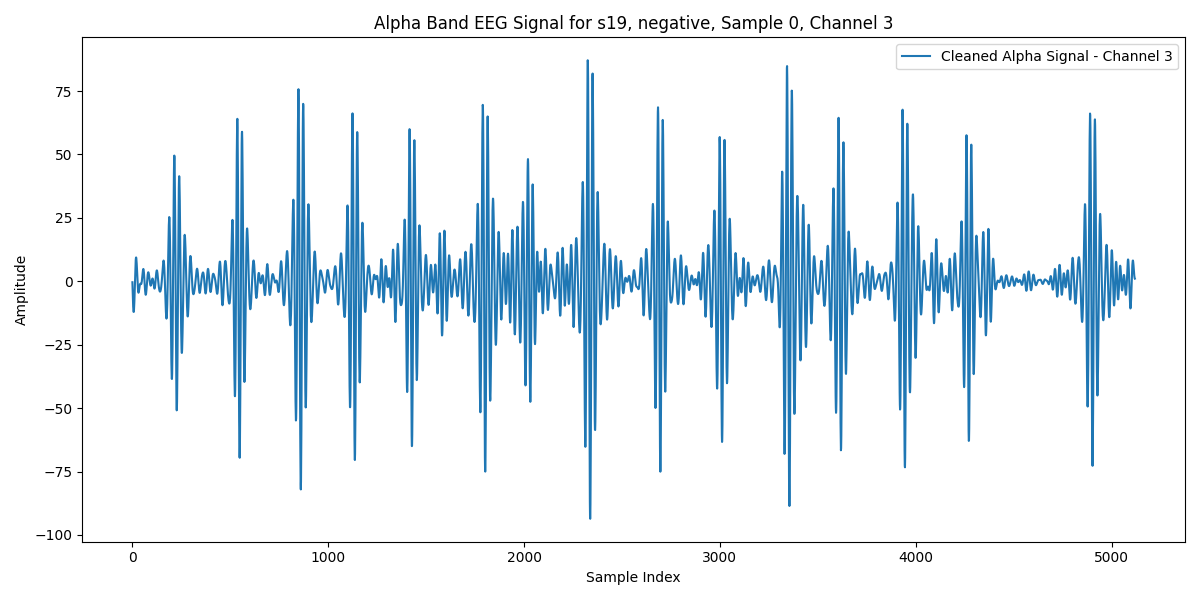 Alpha Band EEG Signal for s19, negative, Sample 0, Channel 3
Cleaned Alpha Signal - Channel 3
75
50
25
0
−25
−50
−75
−100
Amplitude
0 1000 2000 3000 4000 5000
Sample Index